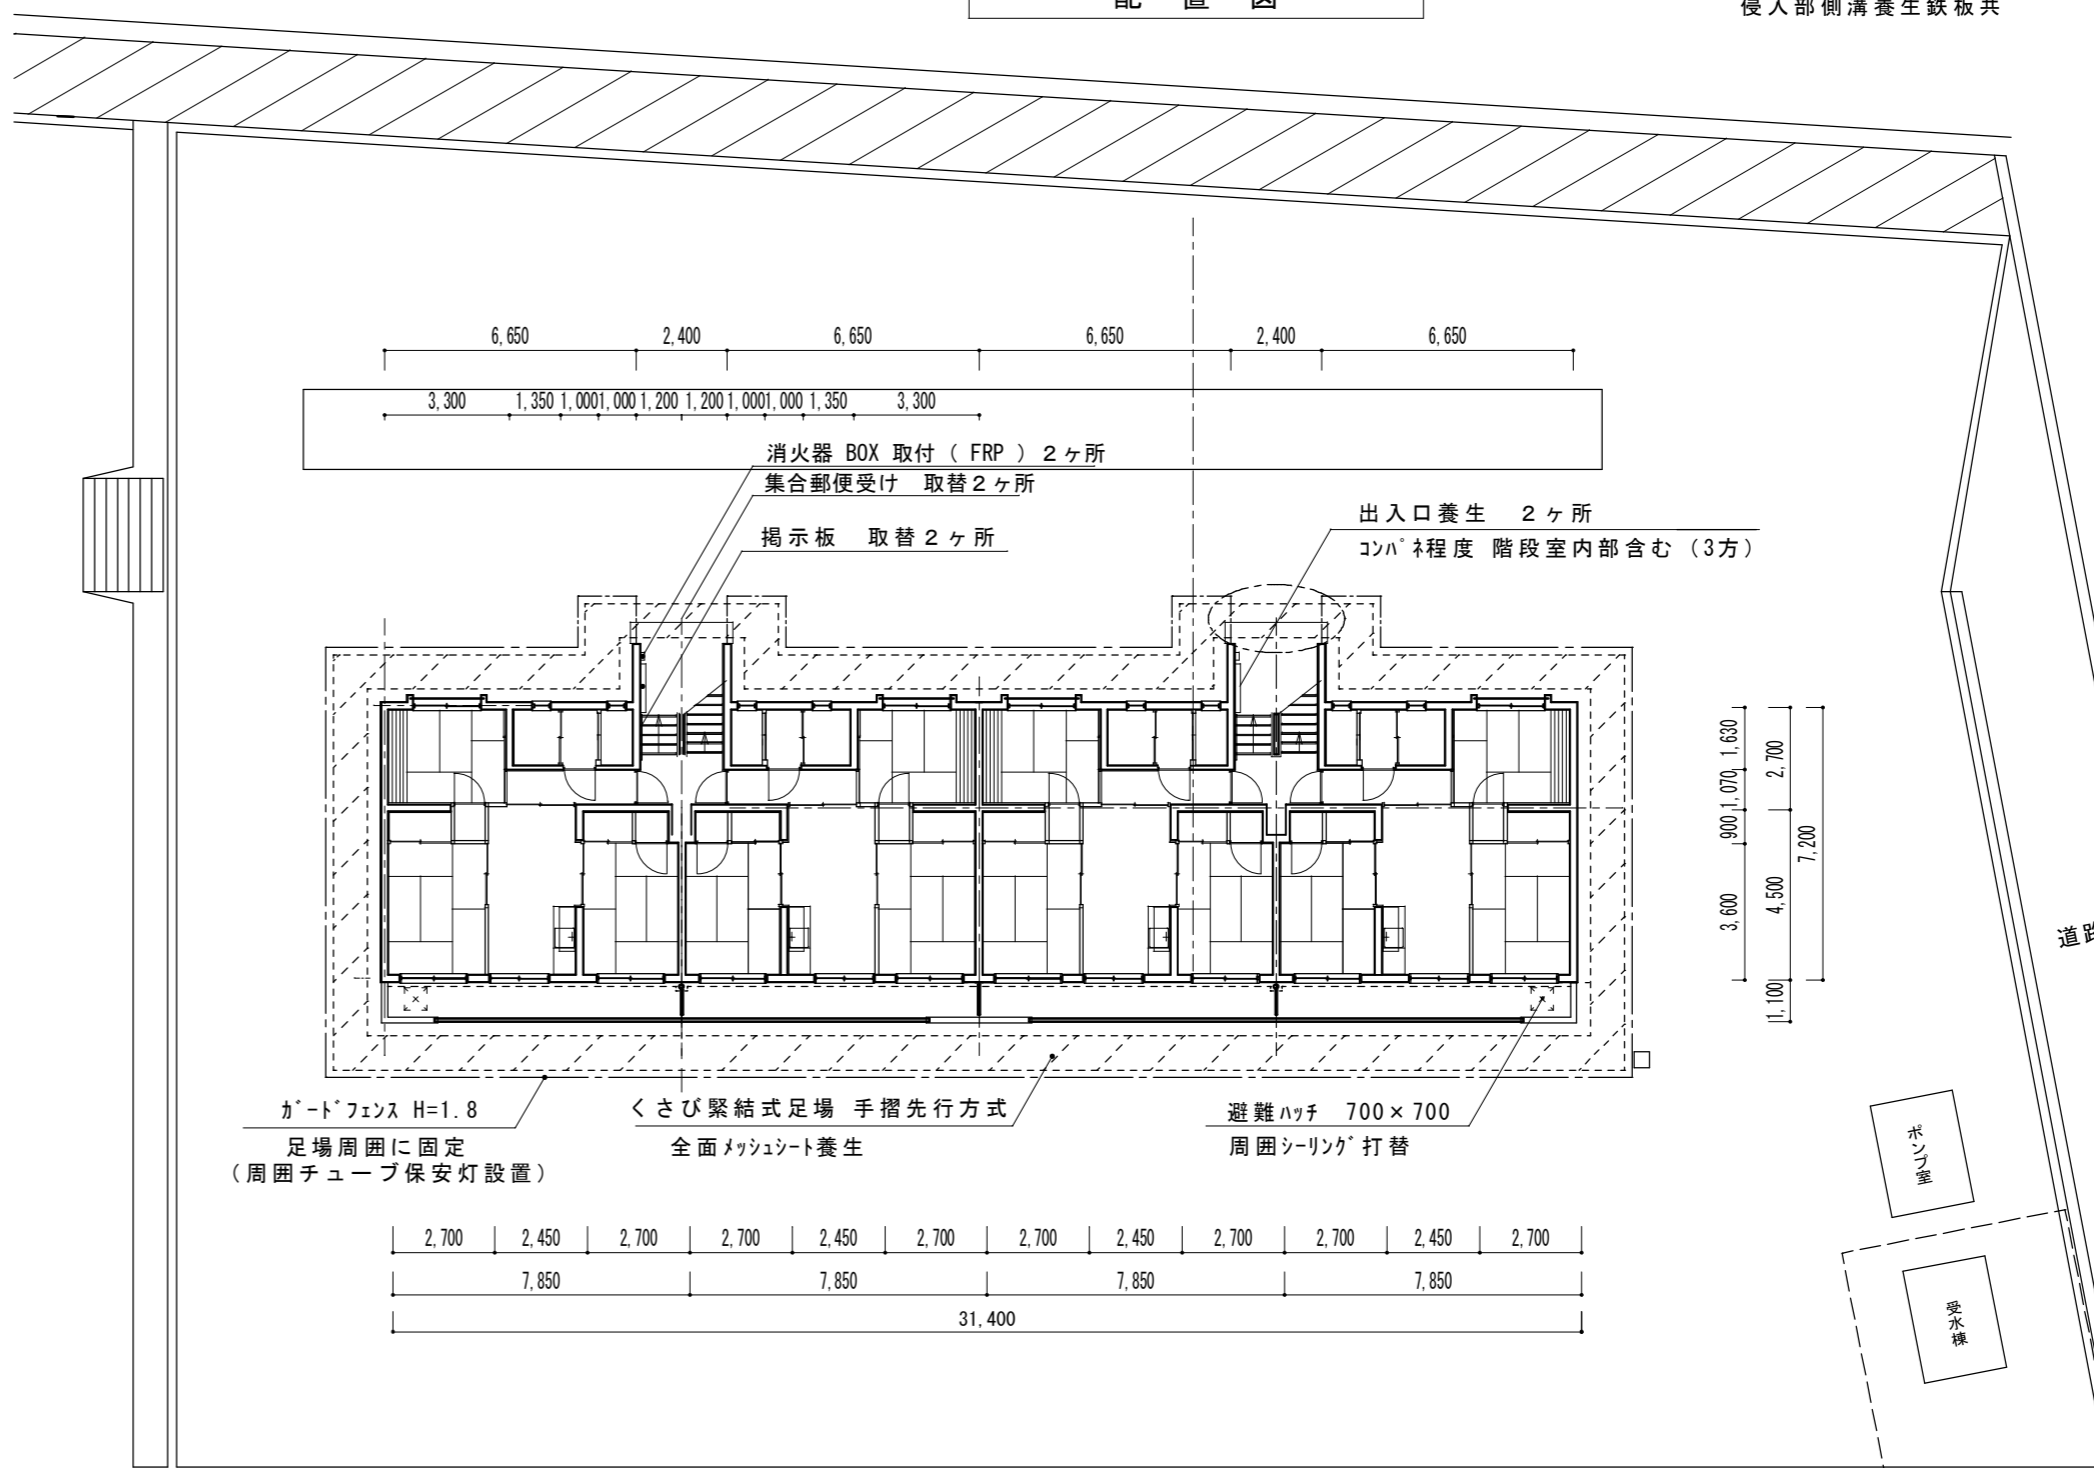 配置図
侵入部側溝養生鉄板共
6,650 2,400 6,650 6,650 2,400 6,650
3,300 1,350 1,000 1,000 1,200 1,200 1,000 1,000 1,350 3,300
消火器 BOX 取付 ( FRP ) 2ヶ所
集合郵便受け 取替2ヶ所
掲示板 取替2ヶ所
出入口養生 2ヶ所
コンパネ程度 階段室内部含む (3方)
1,630
1,070
900
3,600
2,700
4,500
1,100
7,200
道路
ガードフェンス H=1.8
足場周囲に固定
(周囲チューブ保安灯設置)
くさび緊結式足場 手摺先行方式
全面メッシュシート養生
避難ハッチ 700×700
周囲シーリング打替
ポンプ室
受水棟
2,700 2,450 2,700 2,700 2,450 2,700 2,700 2,450 2,700 2,700 2,450 2,700
7,850 7,850 7,850 7,850
31,400